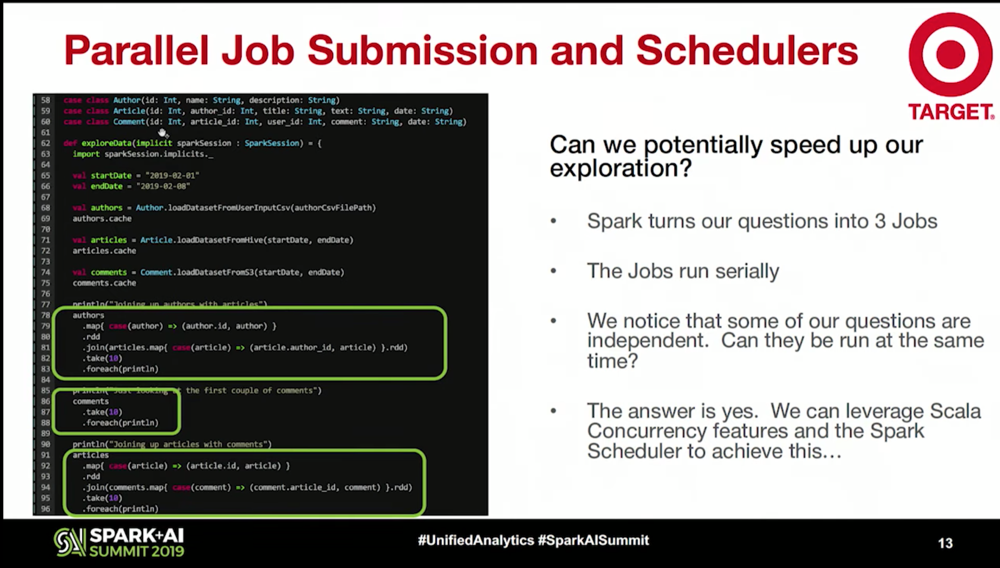 Parallel Job Submission and Schedulers
TARGET®
58 case class Author(id: Int, name: String, description: String)
59 case class Article(id: Int, author_id: Int, title: String, text: String, date: String)
60 case class Comment(id: Int, article_id: Int, user_id: Int, comment: String, date: String)
61
62 def exploreData(implicit sparkSession : SparkSession) = {
63   import sparkSession.implicits._
64
65   val startDate = "2019-02-01"
66   val endDate = "2019-02-08"
67
68   val authors = Author.loadDatasetFromUserInputCsv(authorCsvFilePath)
69   authors.cache
70
71   val articles = Article.loadDatasetFromHive(startDate, endDate)
72   articles.cache
73
74   val comments = Comment.loadDatasetFromS3(startDate, endDate)
75   comments.cache
76
77   println("Joining up authors with articles")
78   authors
79     .map{ case(author) => (author.id, author) }
80     .rdd
81     .join(articles.map{ case(article) => (article.author_id, article) }.rdd)
82     .take(10)
83     .foreach(println)
84
85   println("Just looking at the first couple of comments")
86   comments
87     .take(10)
88     .foreach(println)
89
90   println("Joining up articles with comments")
91   articles
92     .map{ case(article) => (article.id, article) }
93     .rdd
94     .join(comments.map{ case(comment) => (comment.article_id, comment) }.rdd)
95     .take(10)
96     .foreach(println)
Can we potentially speed up our
exploration?
• Spark turns our questions into 3 Jobs
• The Jobs run serially
• We notice that some of our questions are
independent. Can they be run at the same
time?
• The answer is yes. We can leverage Scala
Concurrency features and the Spark
Scheduler to achieve this…
SPARK+AI
SUMMIT 2019
#UnifiedAnalytics #SparkAISummit
13